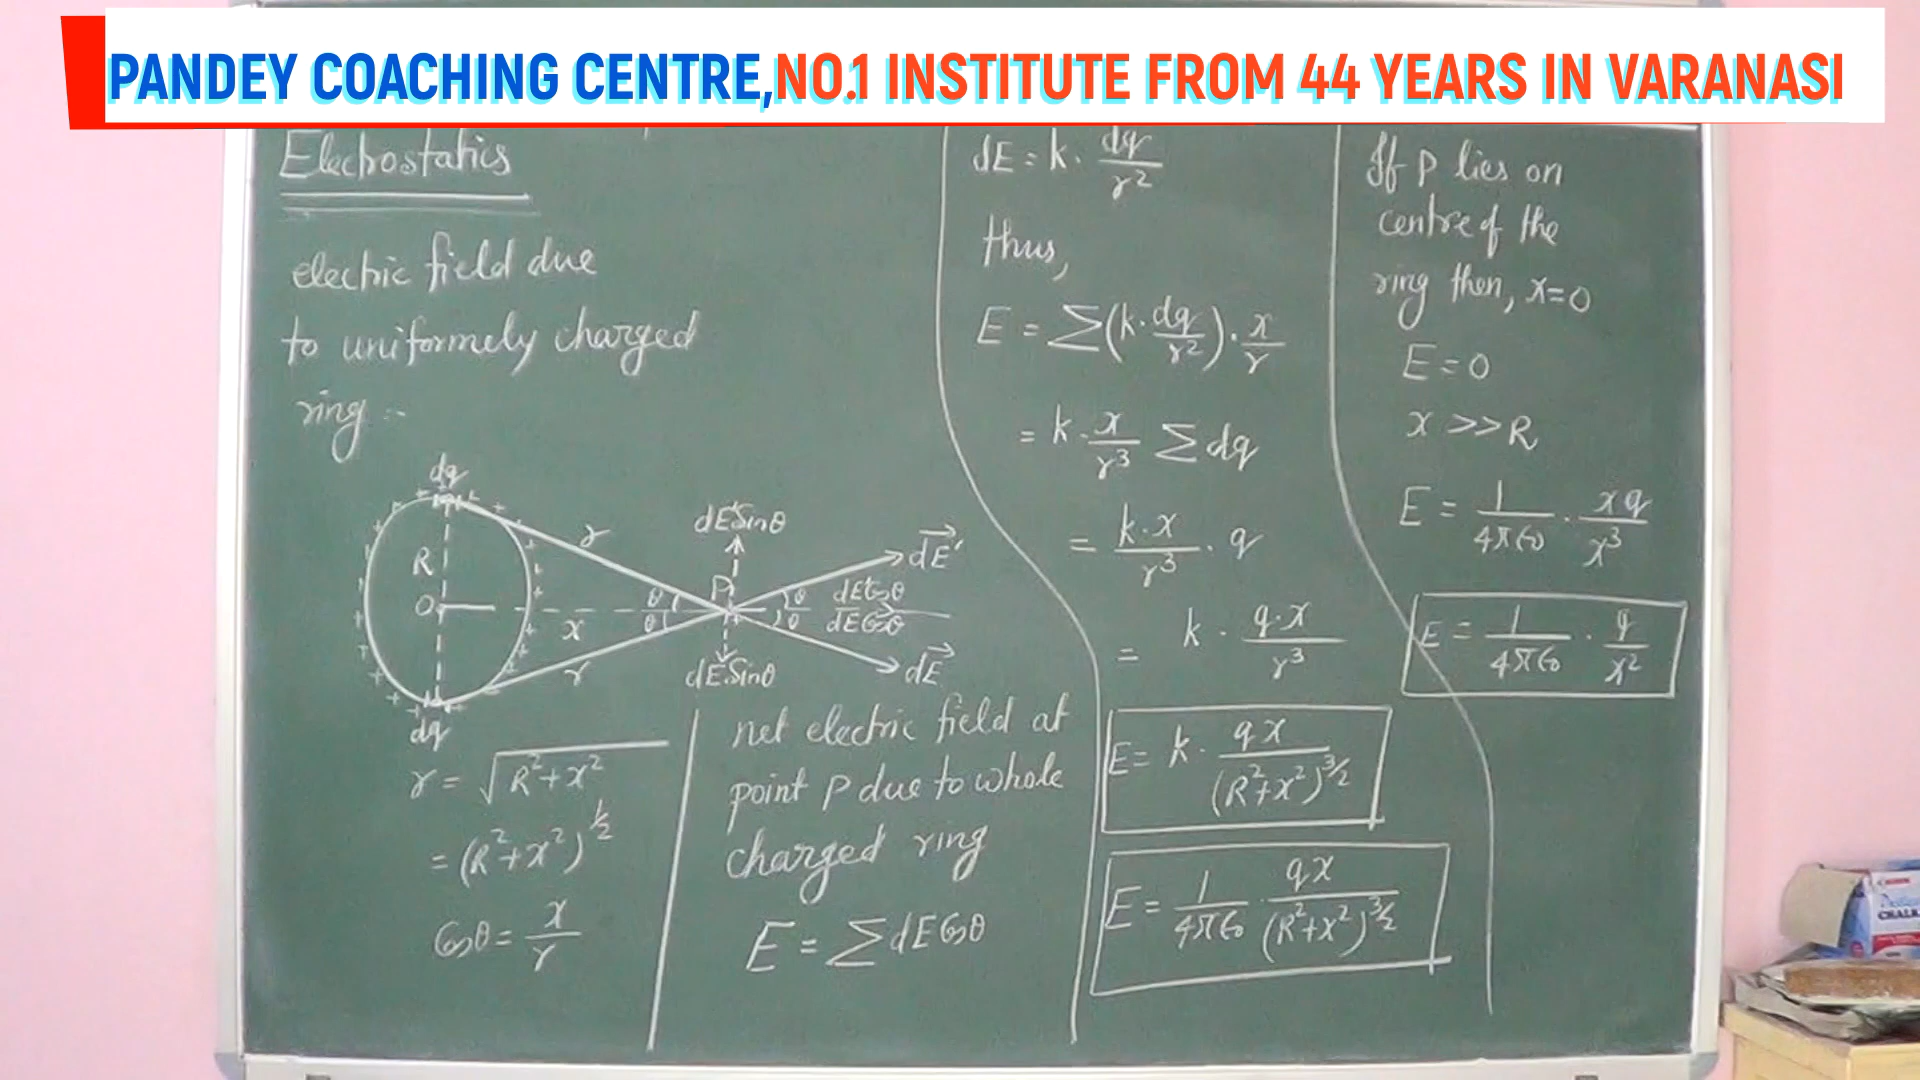 PANDEY COACHING CENTRE,NO.1 INSTITUTE FROM 44 YEARS IN VARANASI
Electrostatics
electric field due
to uniformely charged
ring :-
dq
R
O
r
x
r
dq
P
θ
θ
θ
θ
dE'Sinθ
dE Sinθ
dE'
dE'Cosθ
dE Cosθ
dE
r = √R²+x²
= (R²+x²)^1/2
Cosθ = x/r
net electric field at
point P due to whole
charged ring
E = ∑dE Cosθ
dE = k. dq/r²
thus,
E = ∑(k.dq/r²).x/r
= k.x/r³ ∑dq
= k.x/r³ . q
= k . q.x/r³
E = k. qx/(R²+x²)^3/2
E = 1/4πε₀ . qx/(R²+x²)^3/2
If P lies on
centre of the
ring then, x=0
E = 0
x >> R
E = 1/4πε₀ . xq/x³
E = 1/4πε₀ . q/x²
CHALK